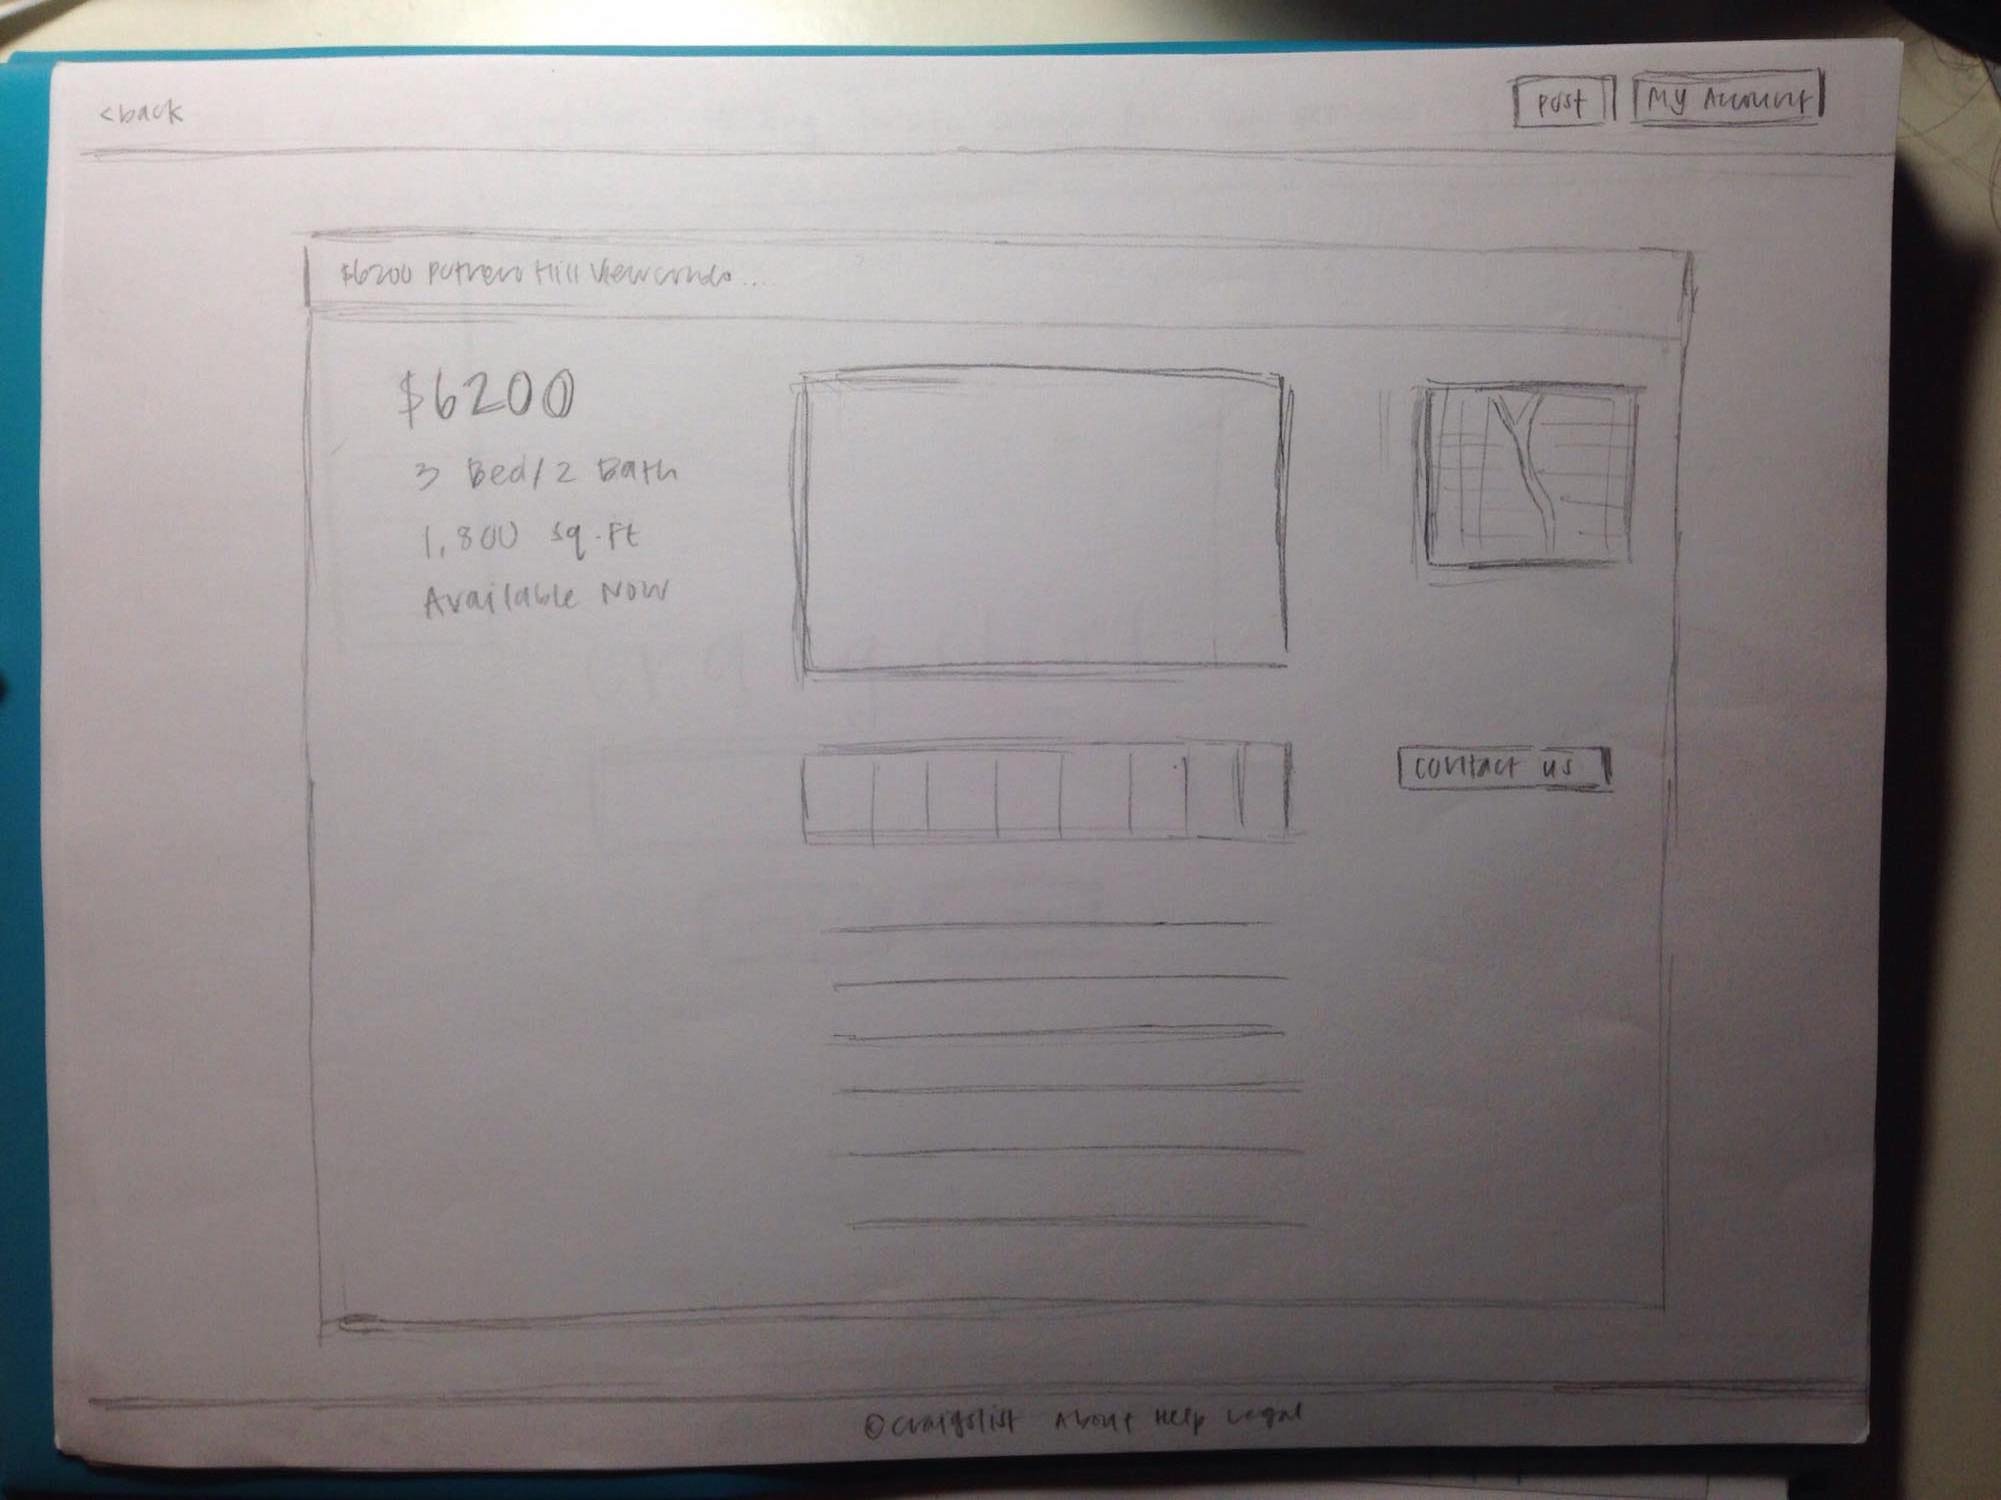 <back
Post
My Account
$6200 Potrero Hill View condo...
$6200
3 Bed/2 Bath
1,800 sq.Ft
Available Now
contact us
©craigslist About Help Legal